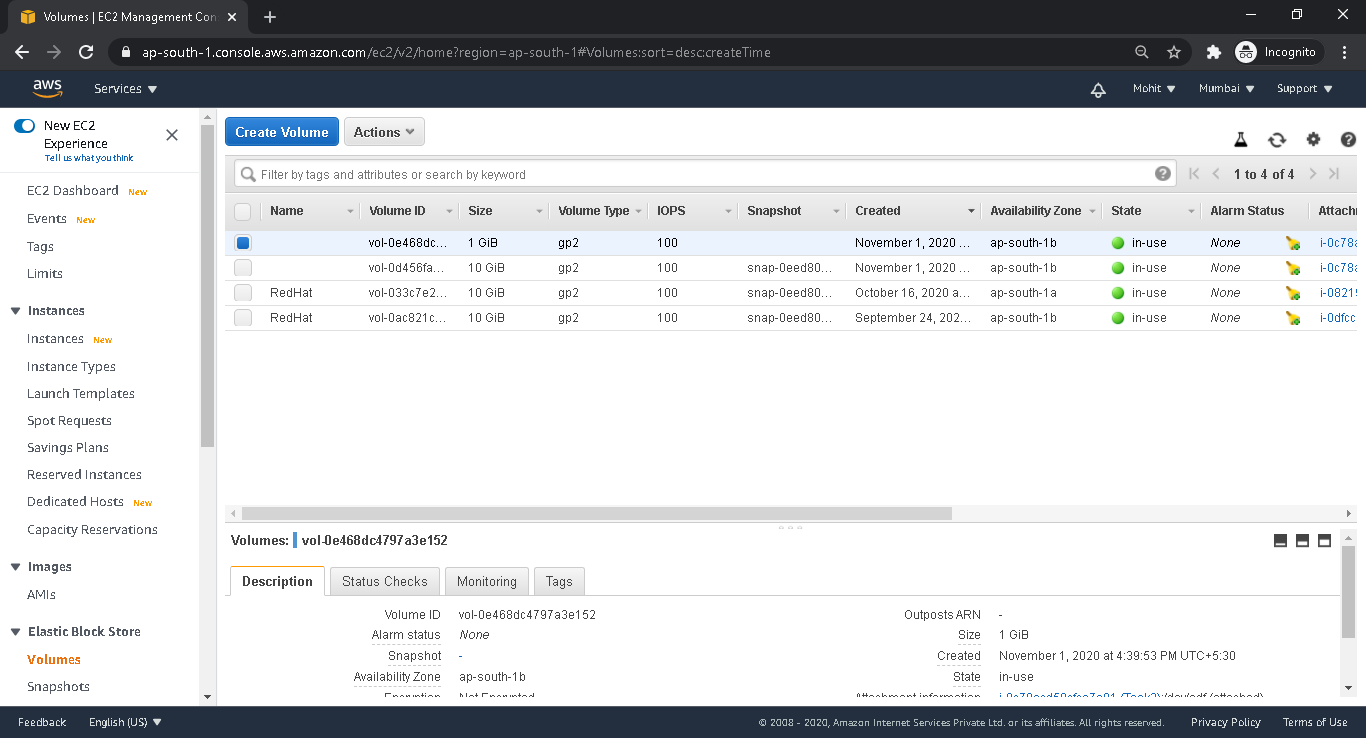 Volumes | EC2 Management Con
ap-south-1.console.aws.amazon.com/ec2/v2/home?region=ap-south-1#Volumes:sort=desc:createTime
Incognito
aws Services Mohit Mumbai Support
New EC2
Experience
Tell us what you think
EC2 Dashboard New
Events New
Tags
Limits
Instances
Instances New
Instance Types
Launch Templates
Spot Requests
Savings Plans
Reserved Instances
Dedicated Hosts New
Capacity Reservations
Images
AMIs
Elastic Block Store
Volumes
Snapshots
Create Volume Actions
Filter by tags and attributes or search by keyword 1 to 4 of 4
Name Volume ID Size Volume Type IOPS Snapshot Created Availability Zone State Alarm Status Attachm
vol-0e468dc... 1 GiB gp2 100 November 1, 2020 ... ap-south-1b in-use None i-0c78a
vol-0d456fa... 10 GiB gp2 100 snap-0eed80... November 1, 2020 ... ap-south-1b in-use None i-0c78a
RedHat vol-033c7e2... 10 GiB gp2 100 snap-0eed80... October 16, 2020 a... ap-south-1a in-use None i-08219
RedHat vol-0ac821c... 10 GiB gp2 100 snap-0eed80... September 24, 202... ap-south-1b in-use None i-0dfcc
Volumes: vol-0e468dc4797a3e152
Description Status Checks Monitoring Tags
Volume ID vol-0e468dc4797a3e152 Outposts ARN -
Alarm status None Size 1 GiB
Snapshot - Created November 1, 2020 at 4:39:53 PM UTC+5:30
Availability Zone ap-south-1b State in-use
Encryption Not Encrypted Attachment information
Feedback English (US) © 2008 - 2020, Amazon Internet Services Private Ltd. or its affiliates. All rights reserved. Privacy Policy Terms of Use